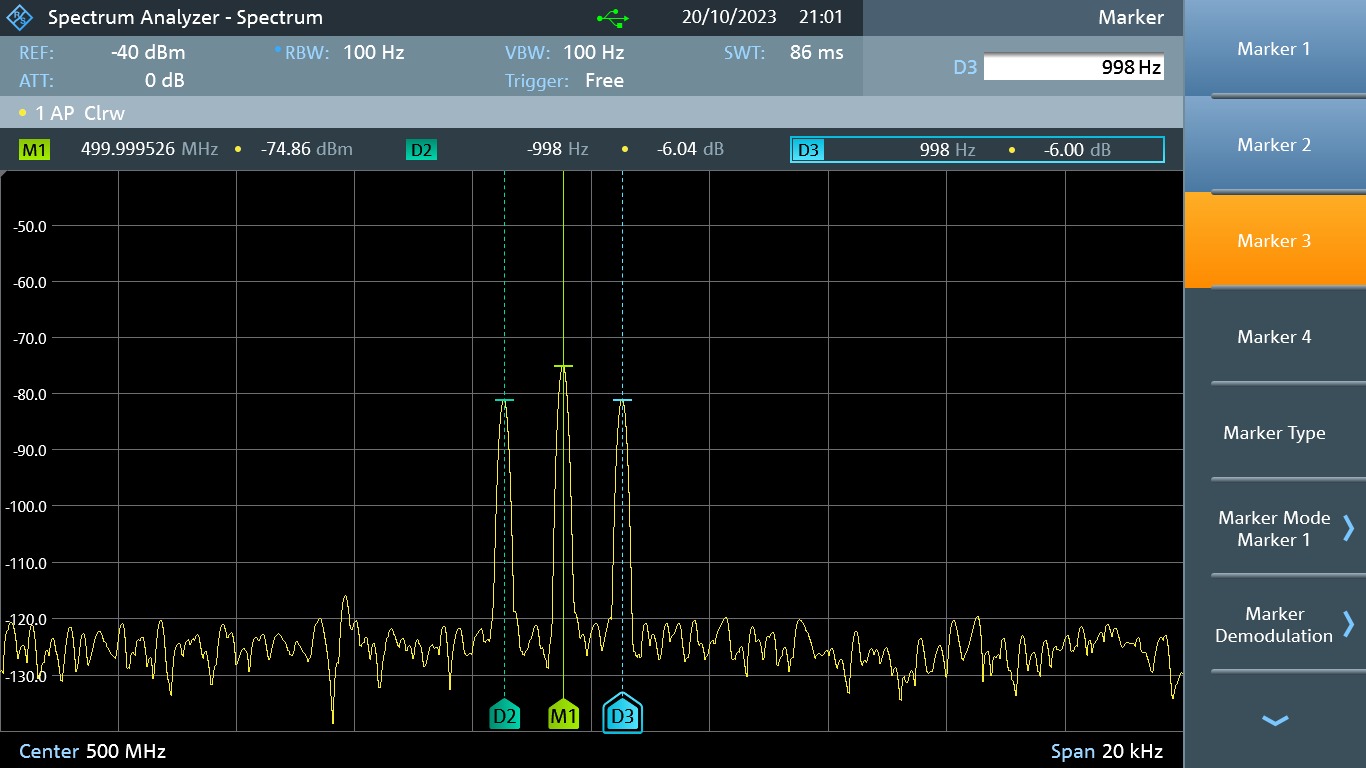 Spectrum Analyzer - Spectrum 20/10/2023 21:01 Marker
REF: -40 dBm RBW: 100 Hz VBW: 100 Hz SWT: 86 ms
ATT: 0 dB Trigger: Free
D3 998 Hz
1 AP Clrw
M1 499.999526 MHz -74.86 dBm D2 -998 Hz -6.04 dB D3 998 Hz -6.00 dB
-50.0
-60.0
-70.0
-80.0
-90.0
-100.0
-110.0
-120.0
-130.0
D2 M1 D3
Center 500 MHz Span 20 kHz
Marker 1
Marker 2
Marker 3
Marker 4
Marker Type
Marker Mode
Marker 1
Marker
Demodulation